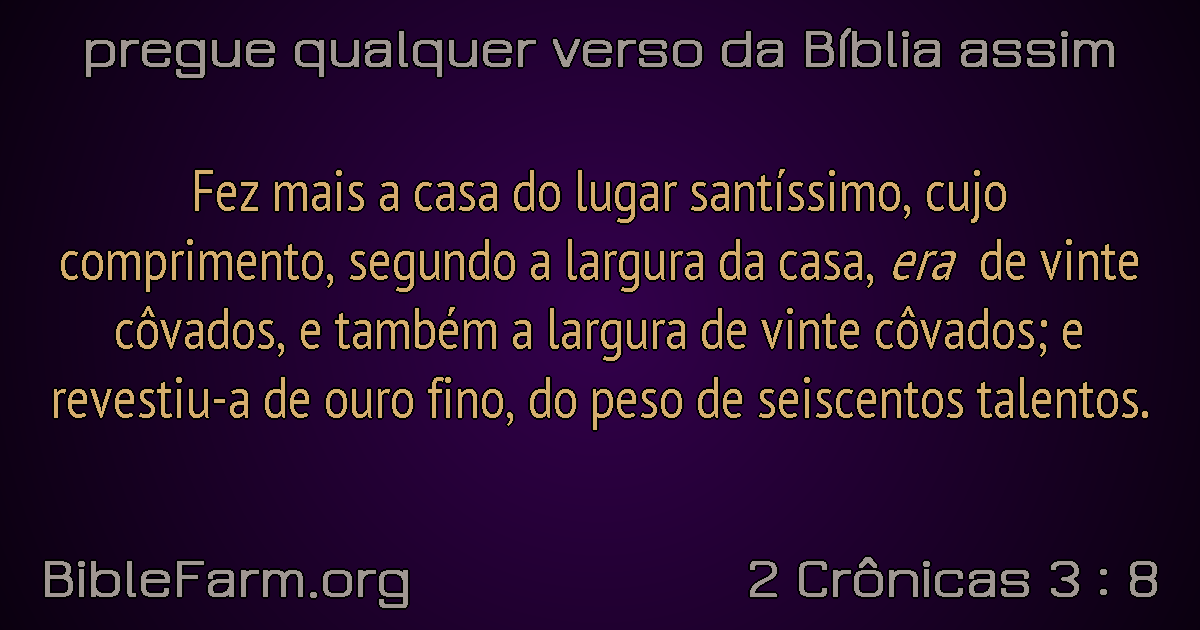 pregue qualquer verso da Bíblia assim
Fez mais a casa do lugar santíssimo, cujo
comprimento, segundo a largura da casa, era de vinte
côvados, e também a largura de vinte côvados; e
revestiu-a de ouro fino, do peso de seiscentos talentos.
BibleFarm.org
2 Crônicas 3 : 8